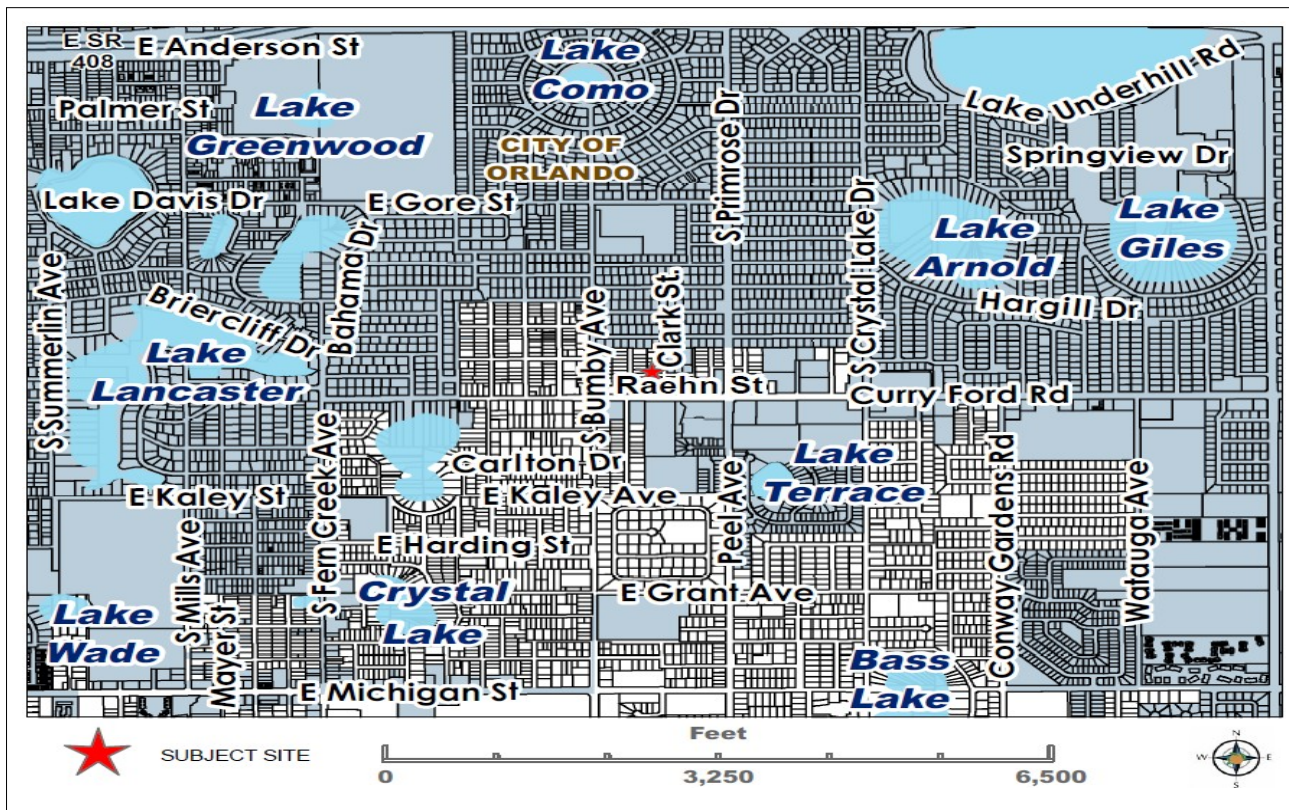 E SR
408
E Anderson St
Lake
Como
Lake Underhill Rd
Palmer St
Lake
Greenwood
S Primrose Dr
CITY OF
ORLANDO
Springview Dr
Lake Davis Dr
E Gore St
S Crystal Lake Dr
Lake
Arnold
Lake
Giles
Bahama Dr
S Summerlin Ave
Briercliff Dr
Hargill Dr
Clark St.
S Bumby Ave
Lake
Lancaster
Raehn St
Curry Ford Rd
S Fern Creek Ave
Carlton Dr
Lake
Terrace
Conway Gardens Rd
Watauga Ave
E Kaley St
E Kaley Ave
Peel Ave
S Mills Ave
E Harding St
Crystal
Lake
E Grant Ave
Lake
Wade
Mayer St
Bass
Lake
E Michigan St
SUBJECT SITE
Feet
0
3,250
6,500
N
W
E
S